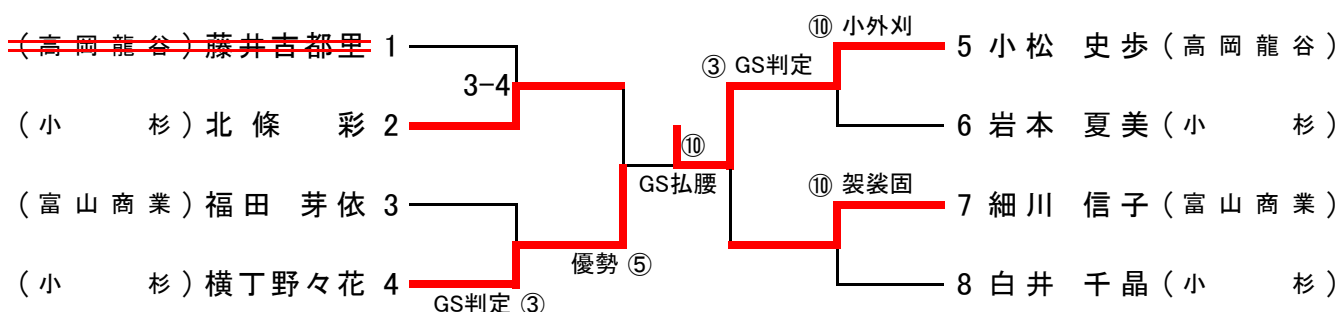 (高岡龍谷)藤井古都里 1
3-4
(小 杉)北條 彩 2
(富山商業)福田 芽依 3
優勢 ⑤
(小 杉)横丁野々花 4
GS判定 ③
⑩
GS払腰
⑩ 小外刈
③ GS判定
5 小松 史歩(高岡龍谷)
6 岩本 夏美(小 杉)
⑩ 袈裟固
7 細川 信子(富山商業)
8 白井 千晶(小 杉)